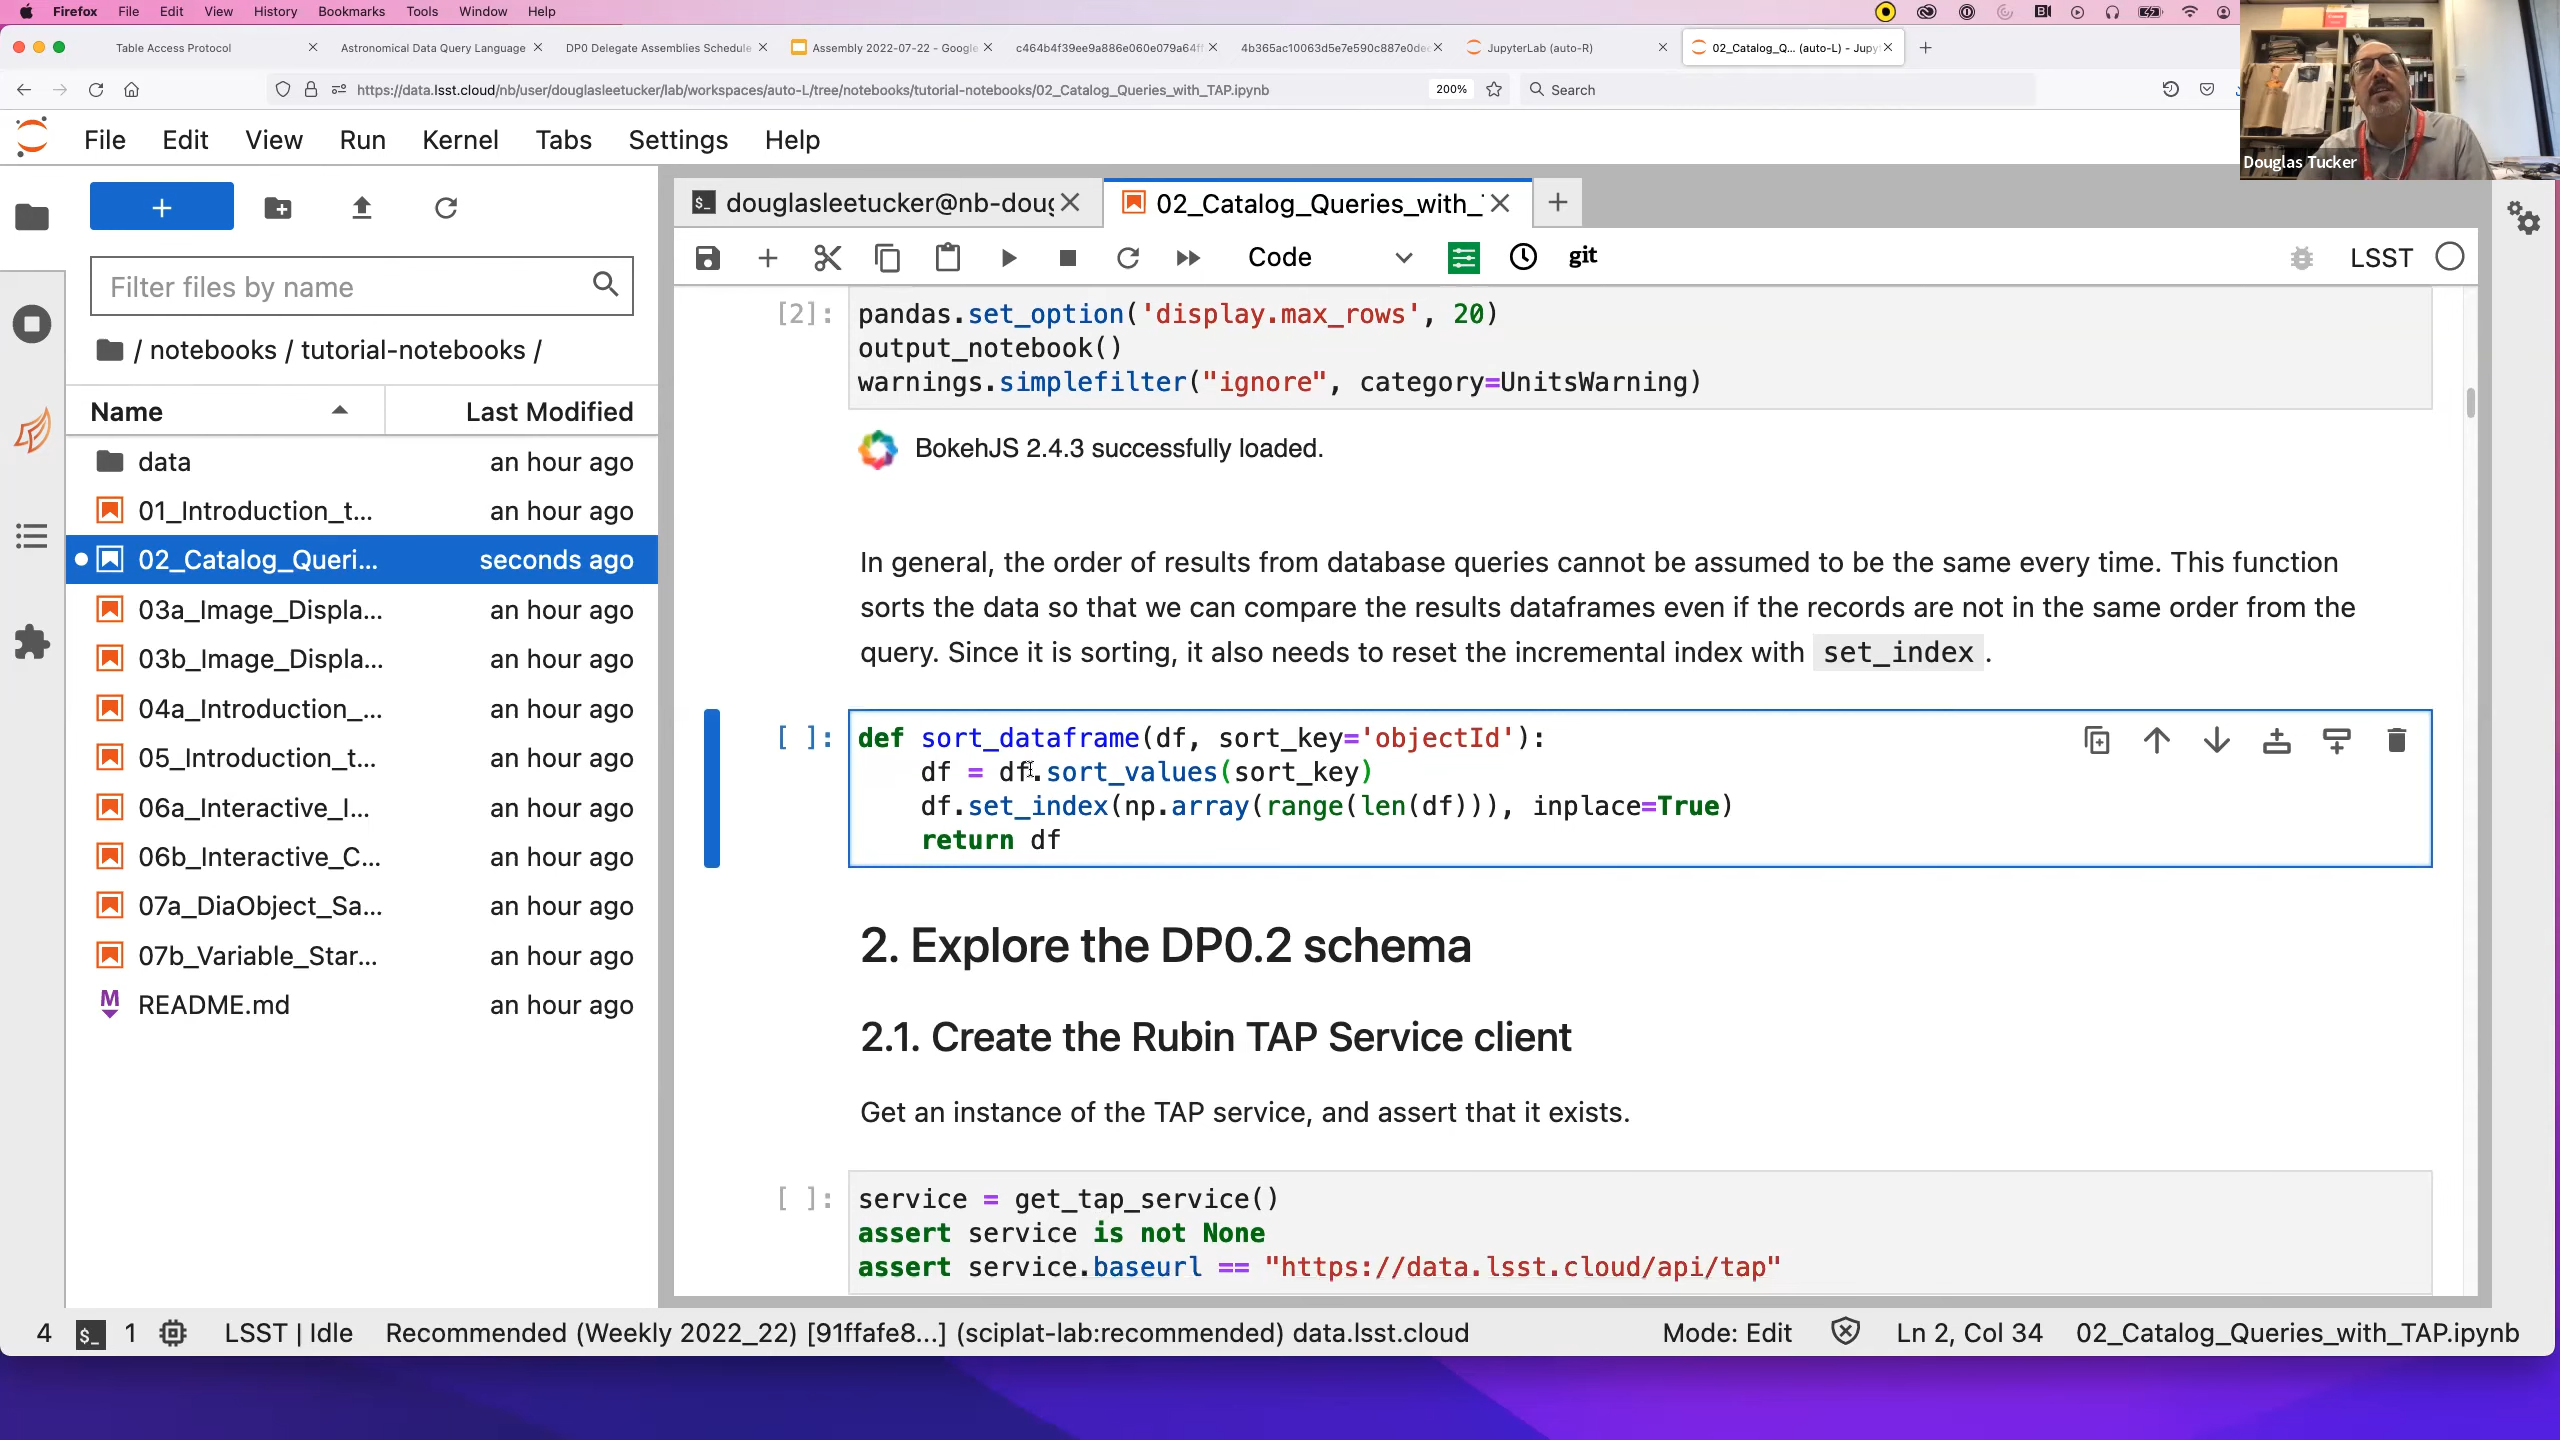 Firefox File Edit View History Bookmarks Tools Window Help
Table Access Protocol
Astronomical Data Query Language
DP0 Delegate Assemblies Schedule
Assembly 2022-07-22 - Google
c464b4f39ee9a886e060e079a64f
4b365ac10063d5e7e590c887e0dec
JupyterLab (auto-R)
02_Catalog_Q... (auto-L) - Jupy
https://data.lsst.cloud/nb/user/douglasleetucker/lab/workspaces/auto-L/tree/notebooks/tutorial-notebooks/02_Catalog_Queries_with_TAP.ipynb
200%
Search
Douglas Tucker
File Edit View Run Kernel Tabs Settings Help
douglasleetucker@nb-doug
02_Catalog_Queries_with_
Code
git
LSST
Filter files by name
/ notebooks / tutorial-notebooks /
Name Last Modified
data an hour ago
01_Introduction_t... an hour ago
02_Catalog_Queri... seconds ago
03a_Image_Displa... an hour ago
03b_Image_Displa... an hour ago
04a_Introduction_... an hour ago
05_Introduction_t... an hour ago
06a_Interactive_I... an hour ago
06b_Interactive_C... an hour ago
07a_DiaObject_Sa... an hour ago
07b_Variable_Star... an hour ago
README.md an hour ago
[2]: pandas.set_option('display.max_rows', 20)
output_notebook()
warnings.simplefilter("ignore", category=UnitsWarning)
BokehJS 2.4.3 successfully loaded.
In general, the order of results from database queries cannot be assumed to be the same every time. This function
sorts the data so that we can compare the results dataframes even if the records are not in the same order from the
query. Since it is sorting, it also needs to reset the incremental index with set_index .
[ ]: def sort_dataframe(df, sort_key='objectId'):
df = df.sort_values(sort_key)
df.set_index(np.array(range(len(df))), inplace=True)
return df
2. Explore the DP0.2 schema
2.1. Create the Rubin TAP Service client
Get an instance of the TAP service, and assert that it exists.
[ ]: service = get_tap_service()
assert service is not None
assert service.baseurl == "https://data.lsst.cloud/api/tap"
4 1 LSST | Idle Recommended (Weekly 2022_22) [91ffafe8...] (sciplat-lab:recommended) data.lsst.cloud Mode: Edit Ln 2, Col 34 02_Catalog_Queries_with_TAP.ipynb